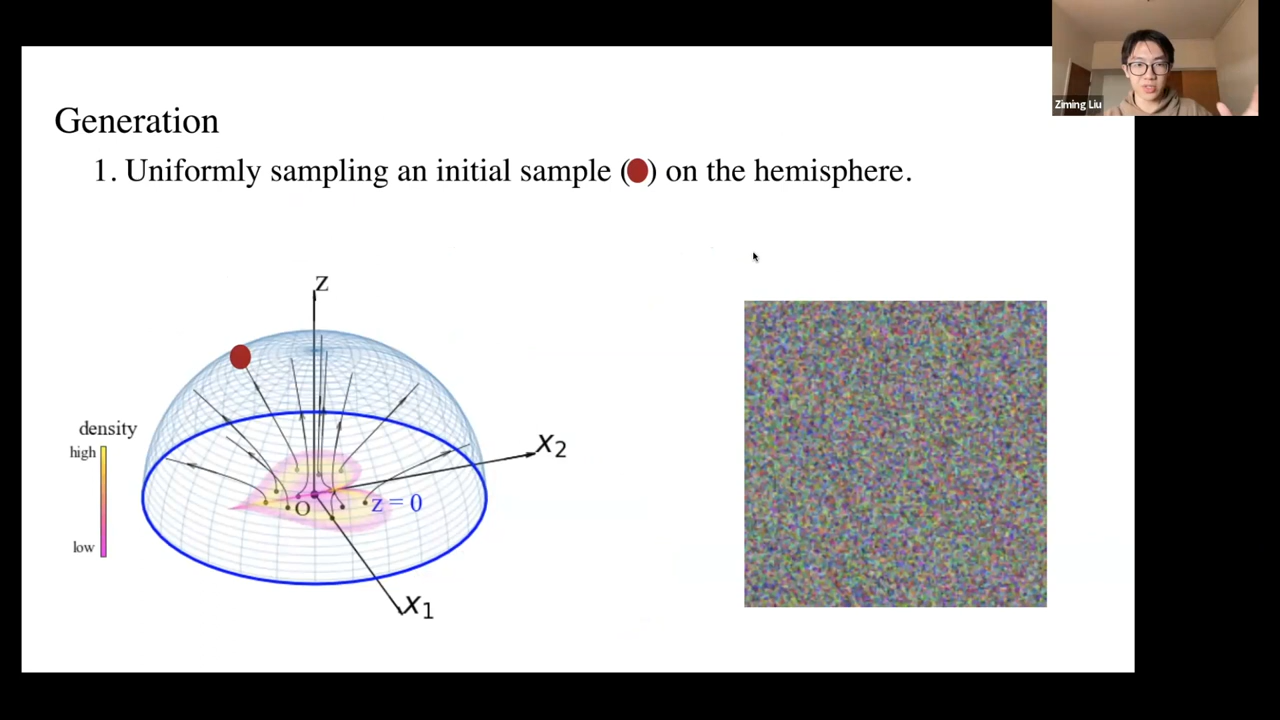 Ziming Liu
Generation
1. Uniformly sampling an initial sample () on the hemisphere.
z
density
high
low
x₂
O
z = 0
x₁